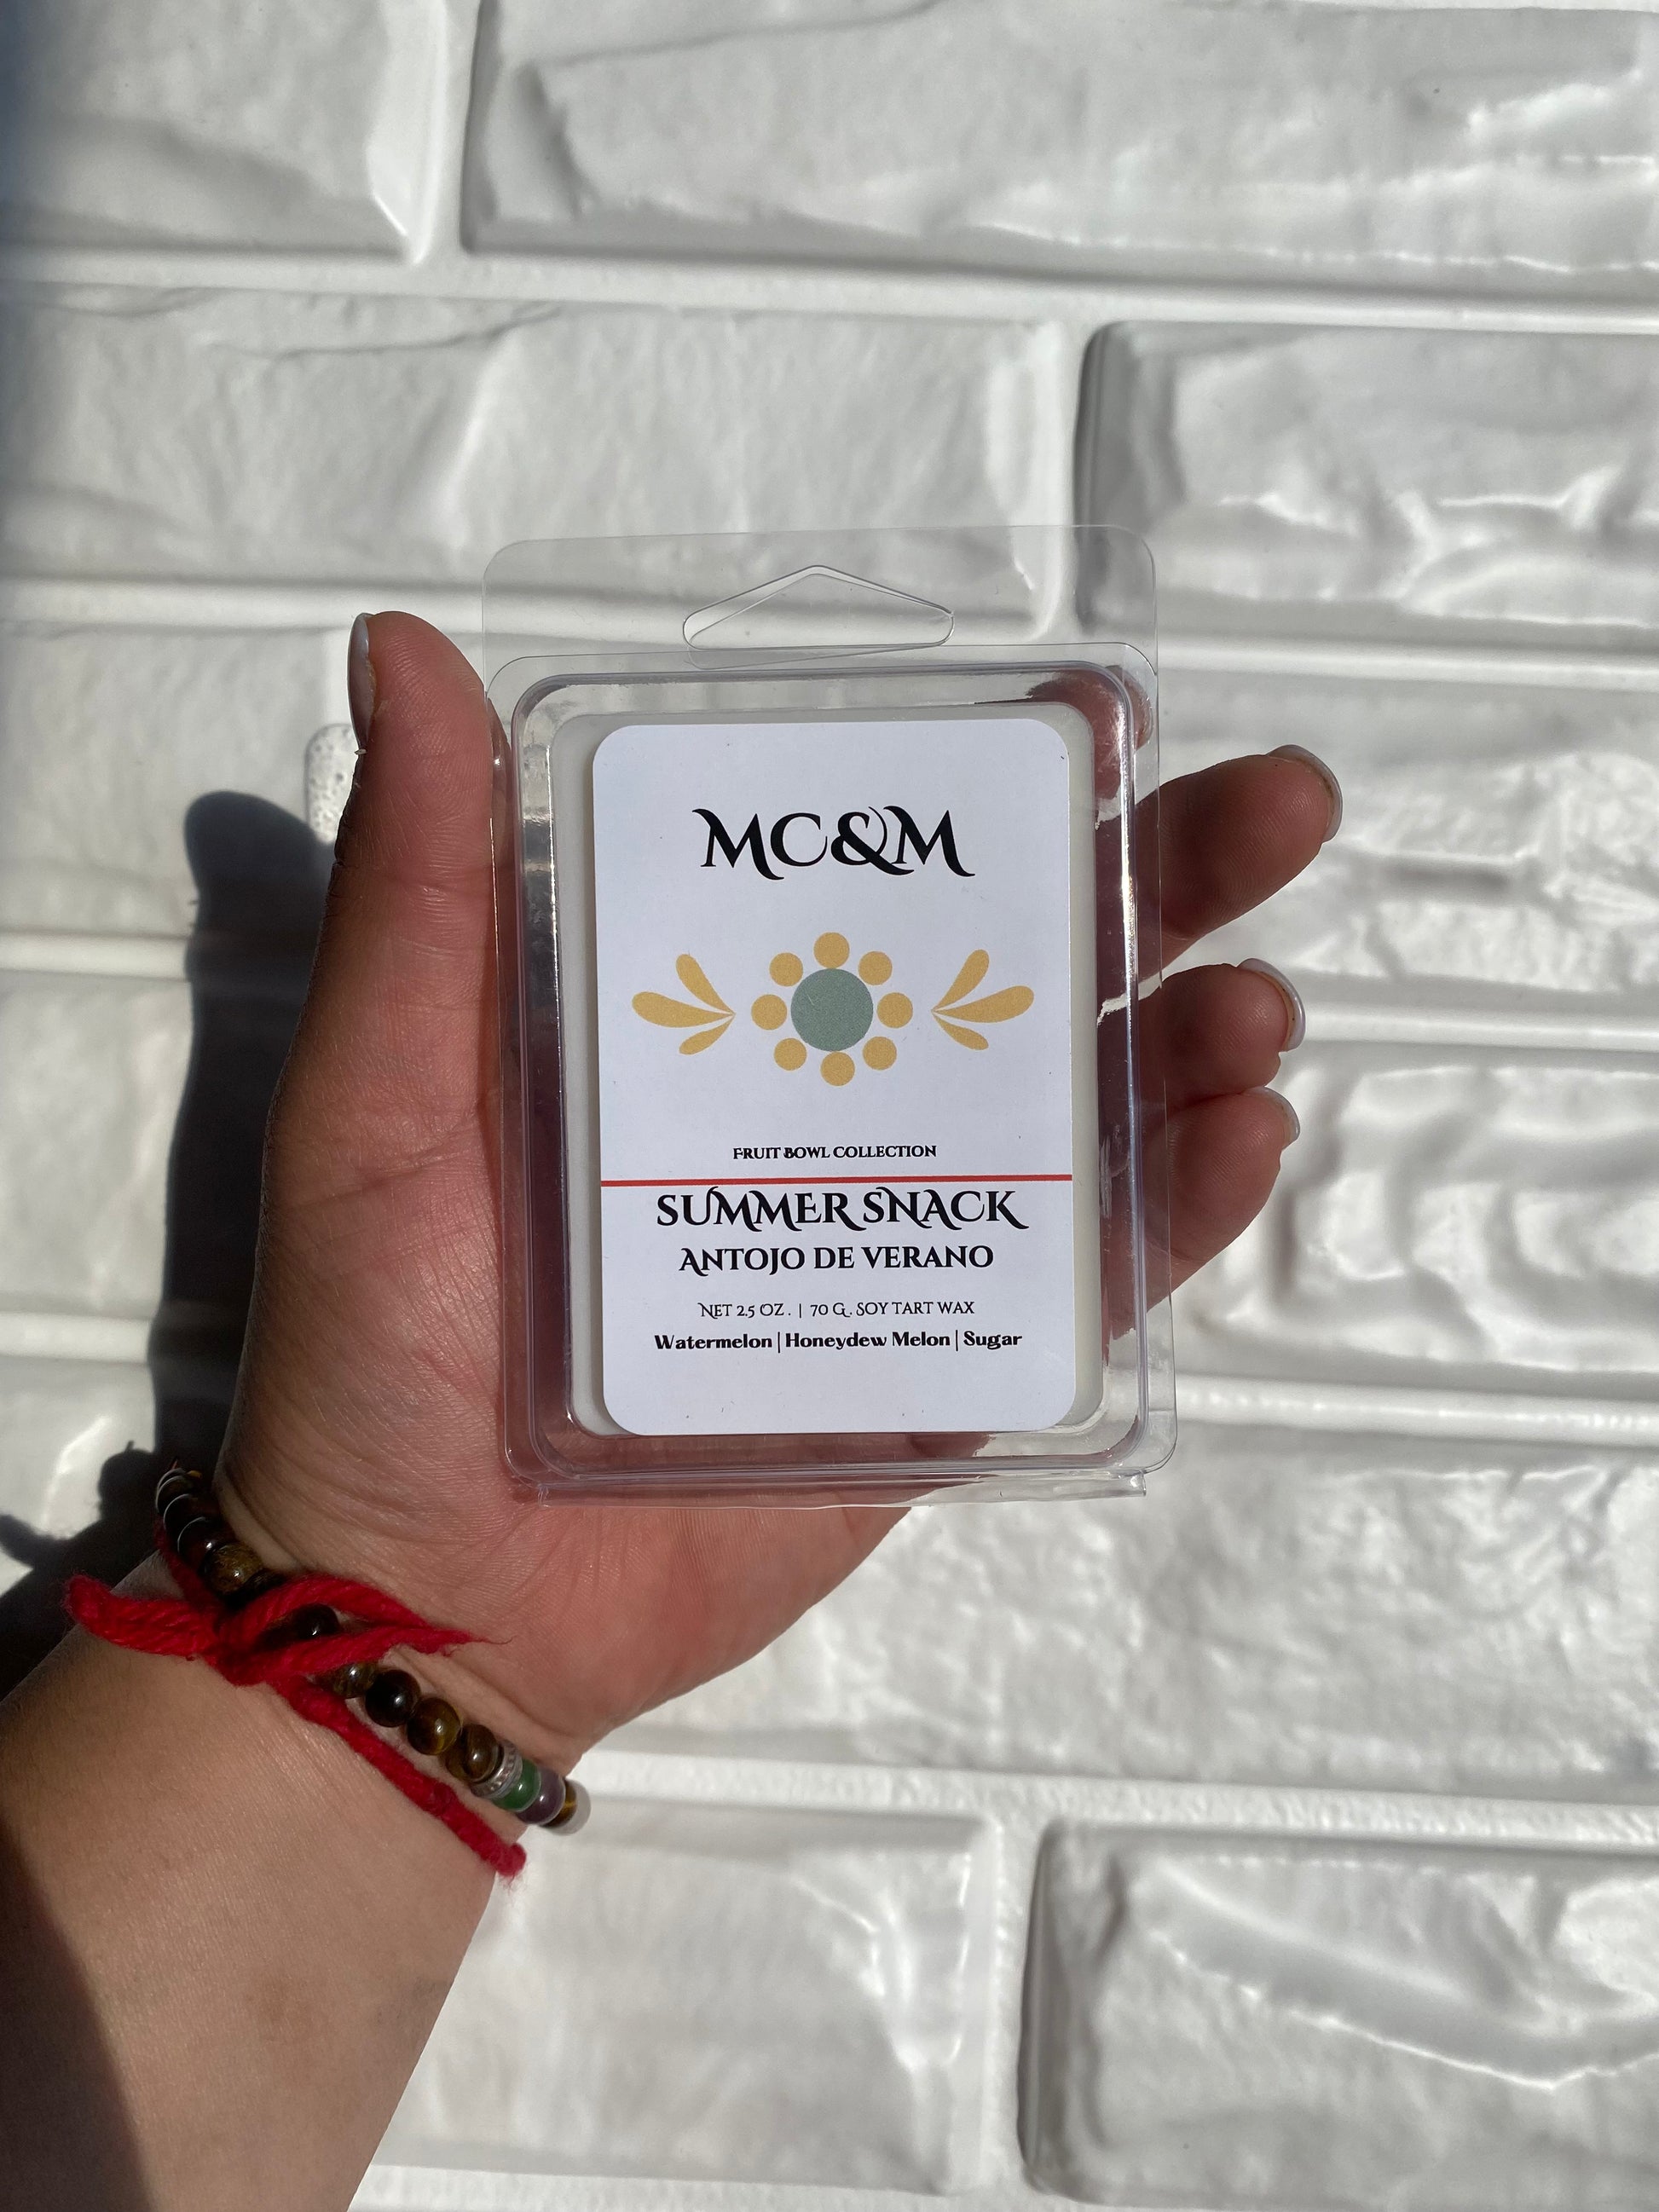 MC&M
FRUIT BOWL COLLECTION
SUMMER SNACK
ANTOJO DE VERANO
NET 2.5 OZ. | 70 G. SOY TART WAX
Watermelon | Honeydew Melon | Sugar